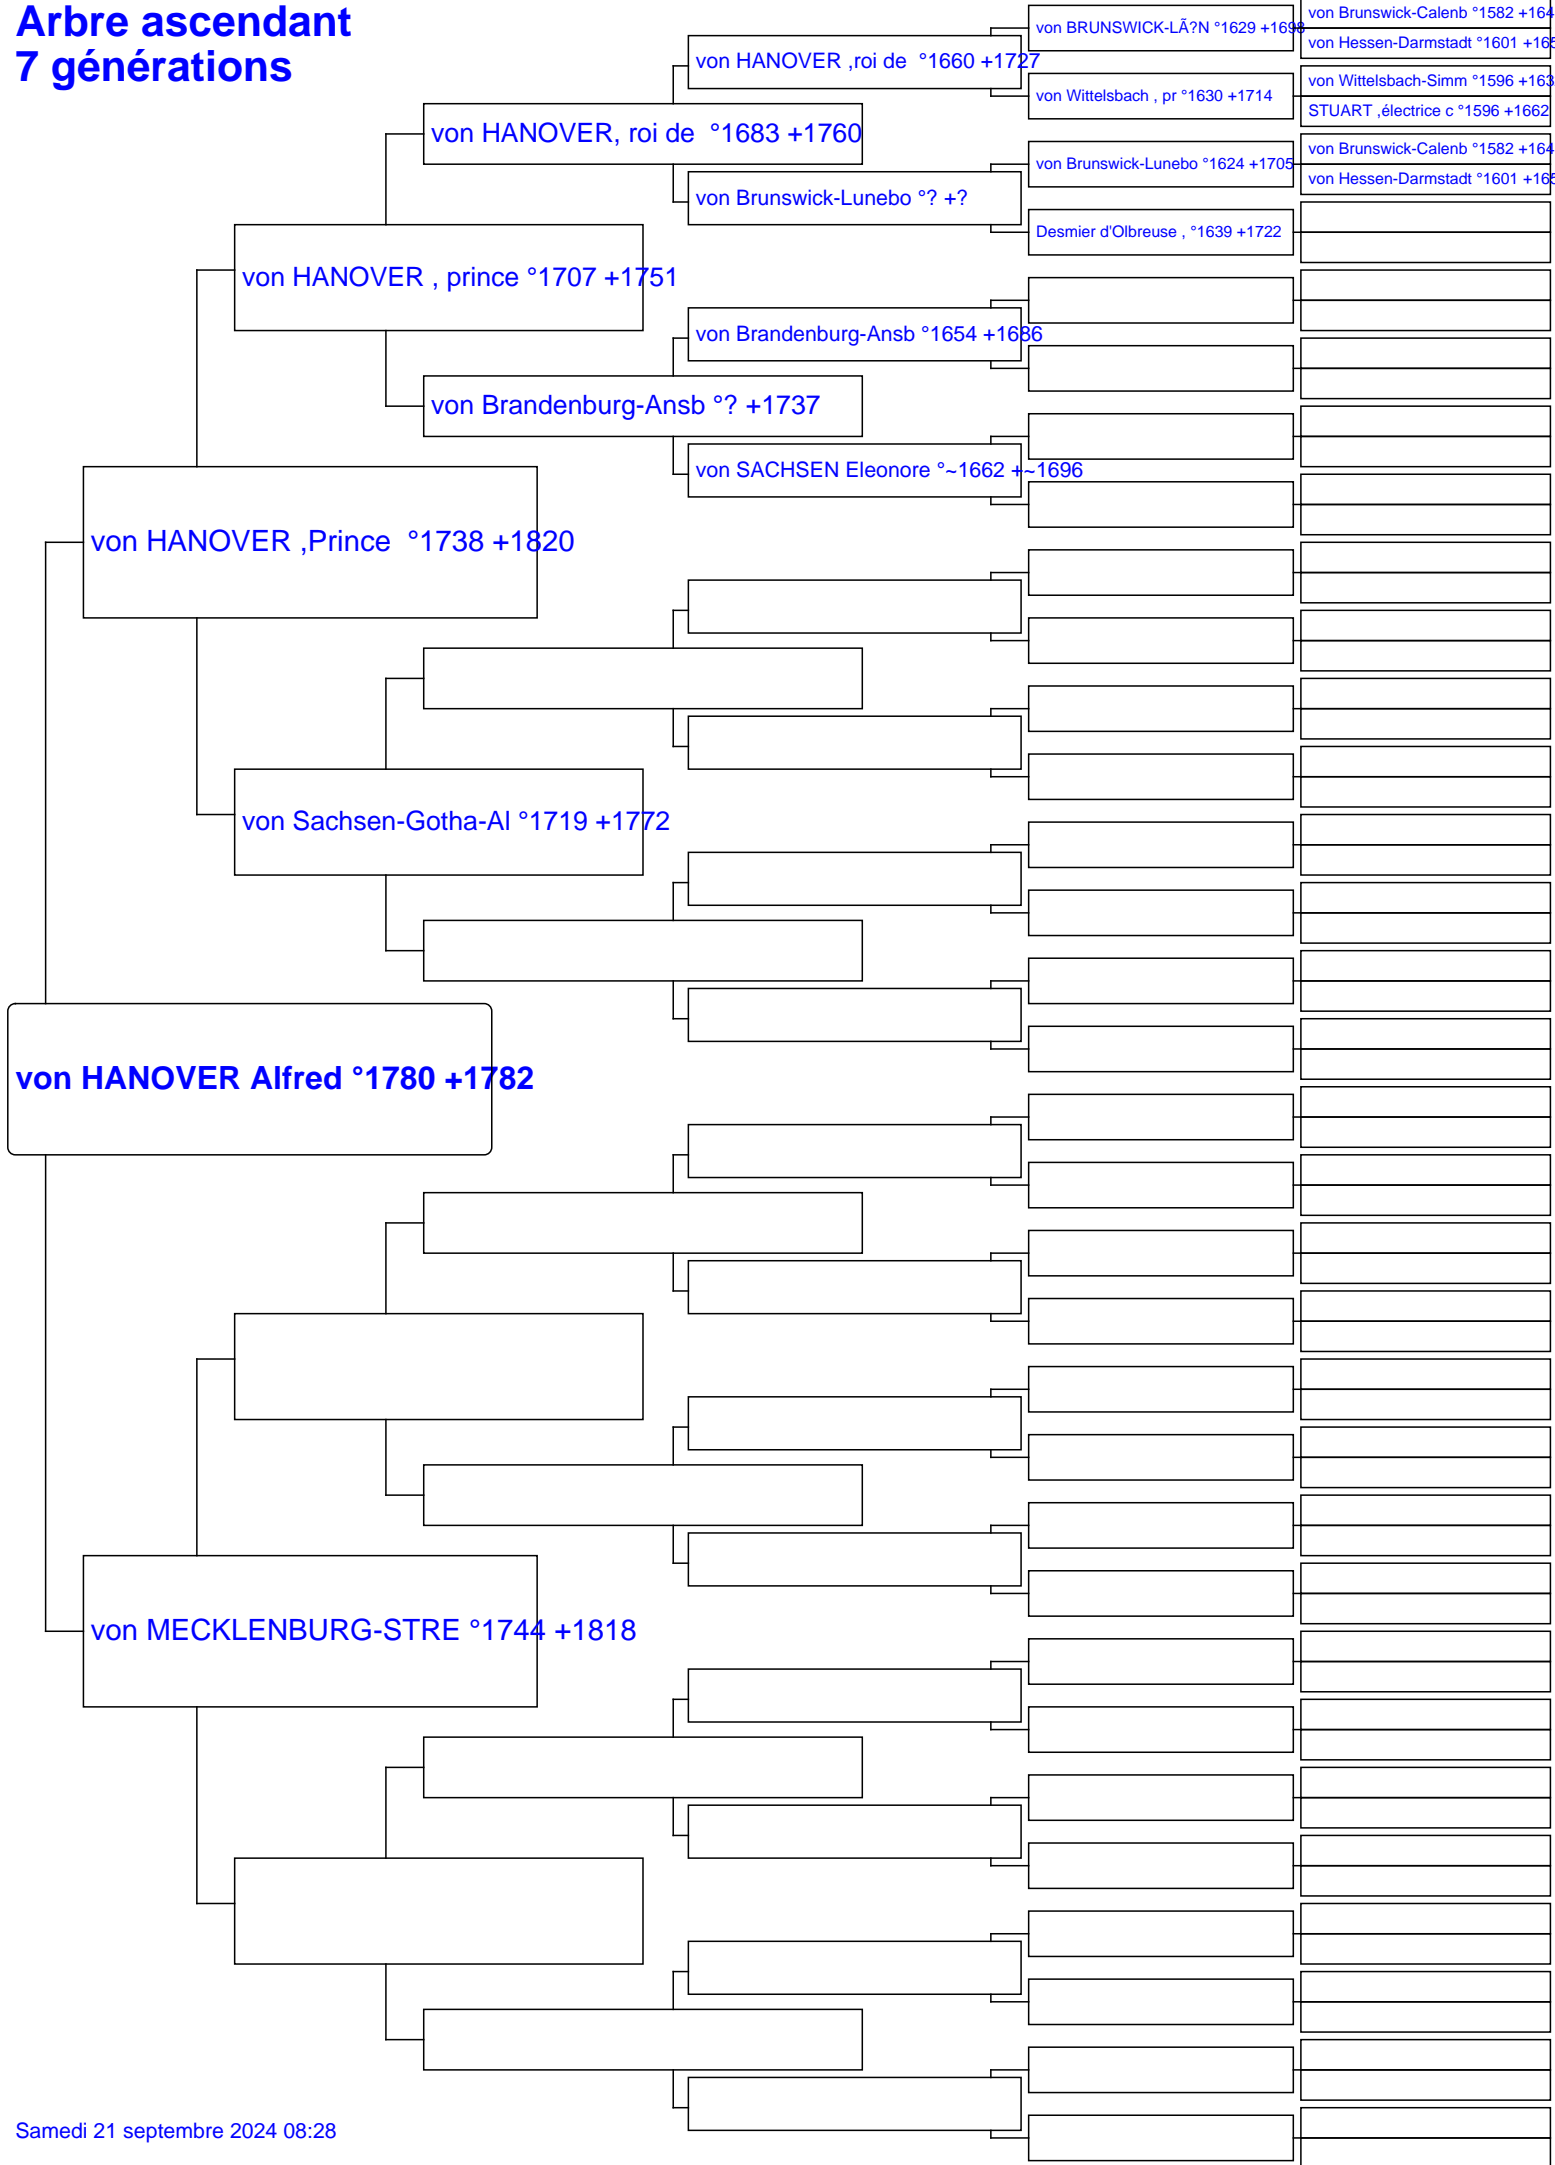 Arbre ascendant
7 générations
von Brunswick-Calenb °1582 +164
von BRUNSWICK-LÃ?N °1629 +1698
von Hessen-Darmstadt °1601 +165
von HANOVER ,roi de °1660 +1727
von Wittelsbach-Simm °1596 +163
von Wittelsbach , pr °1630 +1714
STUART ,électrice c °1596 +1662
von HANOVER, roi de °1683 +1760
von Brunswick-Calenb °1582 +164
von Brunswick-Lunebo °1624 +1705
von Hessen-Darmstadt °1601 +165
von Brunswick-Lunebo °? +?
Desmier d'Olbreuse , °1639 +1722
von HANOVER , prince °1707 +1751
von Brandenburg-Ansb °1654 +1686
von Brandenburg-Ansb °? +1737
von SACHSEN Eleonore °~1662 +~1696
von HANOVER ,Prince °1738 +1820
von Sachsen-Gotha-Al °1719 +1772
von HANOVER Alfred °1780 +1782
von MECKLENBURG-STRE °1744 +1818
Samedi 21 septembre 2024 08:28